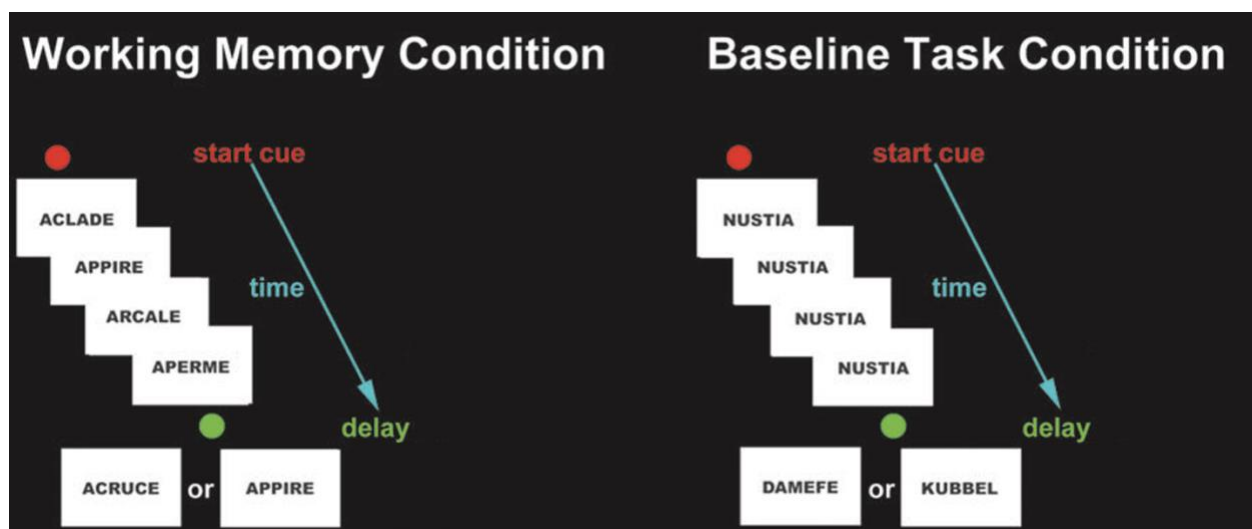 Working Memory Condition
start cue
ACLADE
APPIRE
time
ARCALE
APERME
delay
ACRUCE or APPIRE
Baseline Task Condition
start cue
NUSTIA
NUSTIA
time
NUSTIA
NUSTIA
delay
DAMEFE or KUBBEL